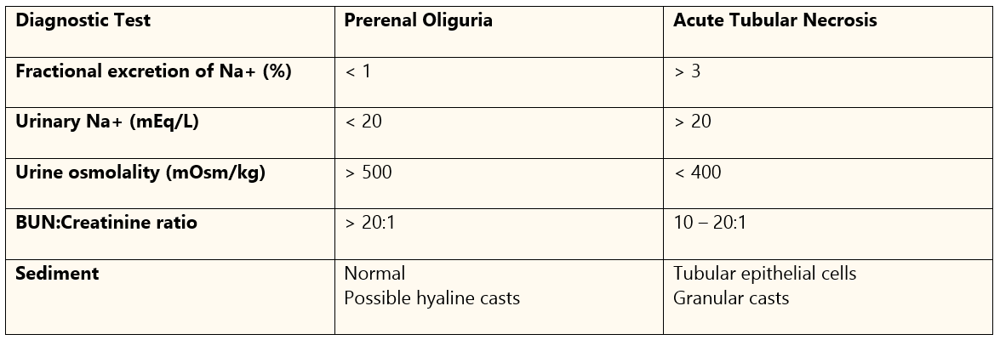 Diagnostic Test Prerenal Oliguria Acute Tubular Necrosis
Fractional excretion of Na+ (%) < 1 > 3
Urinary Na+ (mEq/L) < 20 > 20
Urine osmolality (mOsm/kg) > 500 < 400
BUN:Creatinine ratio > 20:1 10 – 20:1
Sediment Normal Tubular epithelial cells
Possible hyaline casts Granular casts